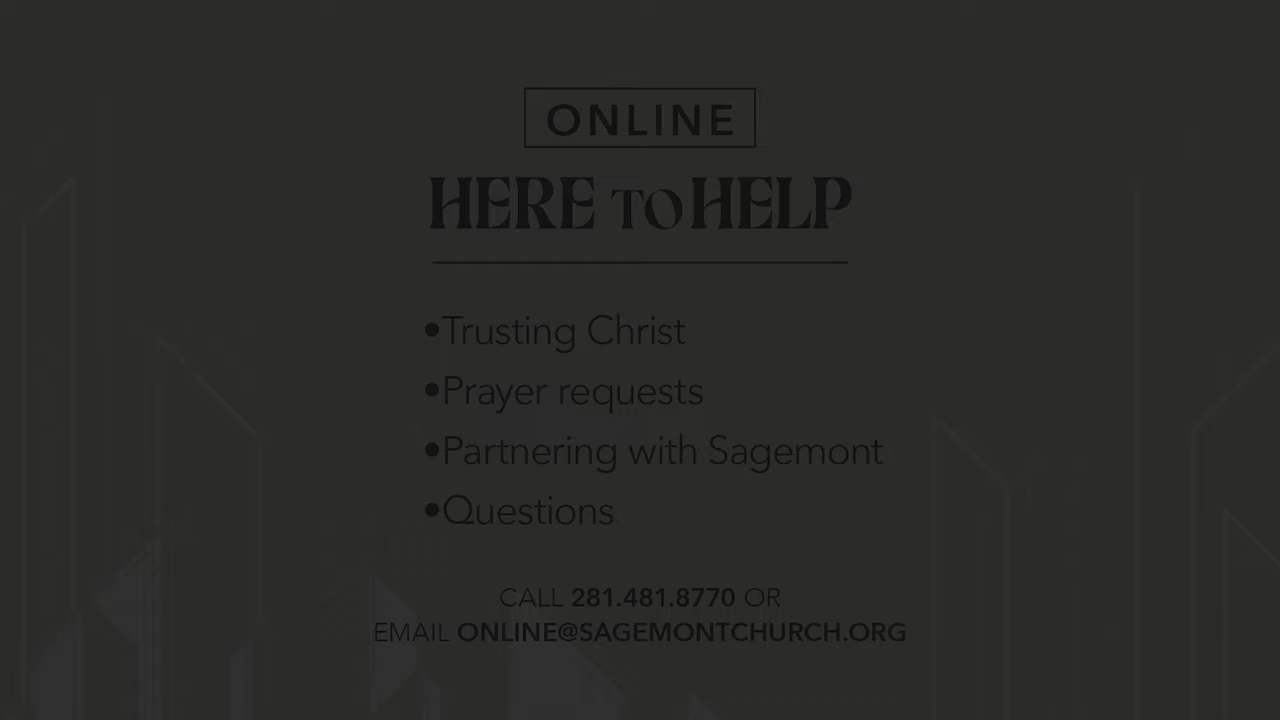 ONLINE
HERE TO HELP
•Trusting Christ
•Prayer requests
•Partnering with Sagemont
•Questions
CALL 281.481.8770 OR
EMAIL ONLINE@SAGEMONTCHURCH.ORG